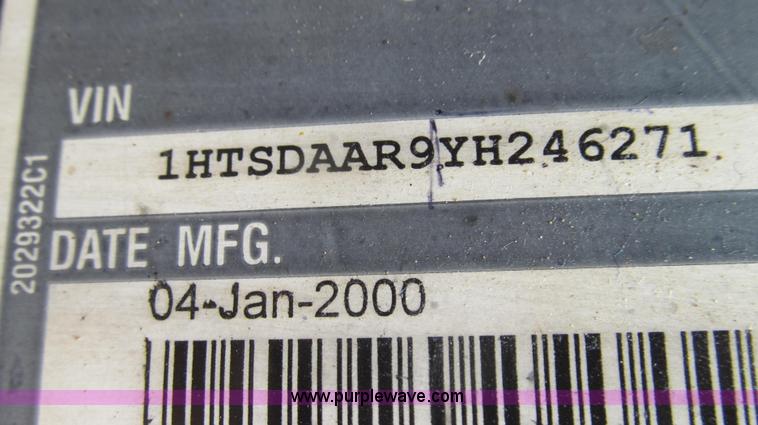 VIN
1HTSDAAR9YH246271
2029322C1
DATE MFG.
04-Jan-2000
www.purplewave.com